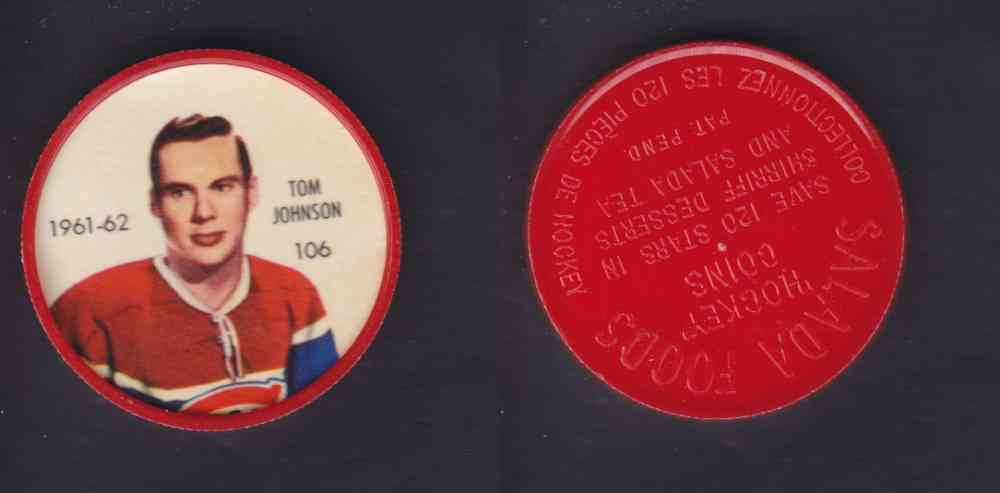 1961-62
TOM
JOHNSON
106
SALADA FOODS
"HOCKEY"
COINS
SAVE 120 STARS IN
SHIRRIFF DESSERTS
AND SALADA TEA
PAT. PEND.
COLLECTIONNEZ LES 120 PIÈCES DE HOCKEY